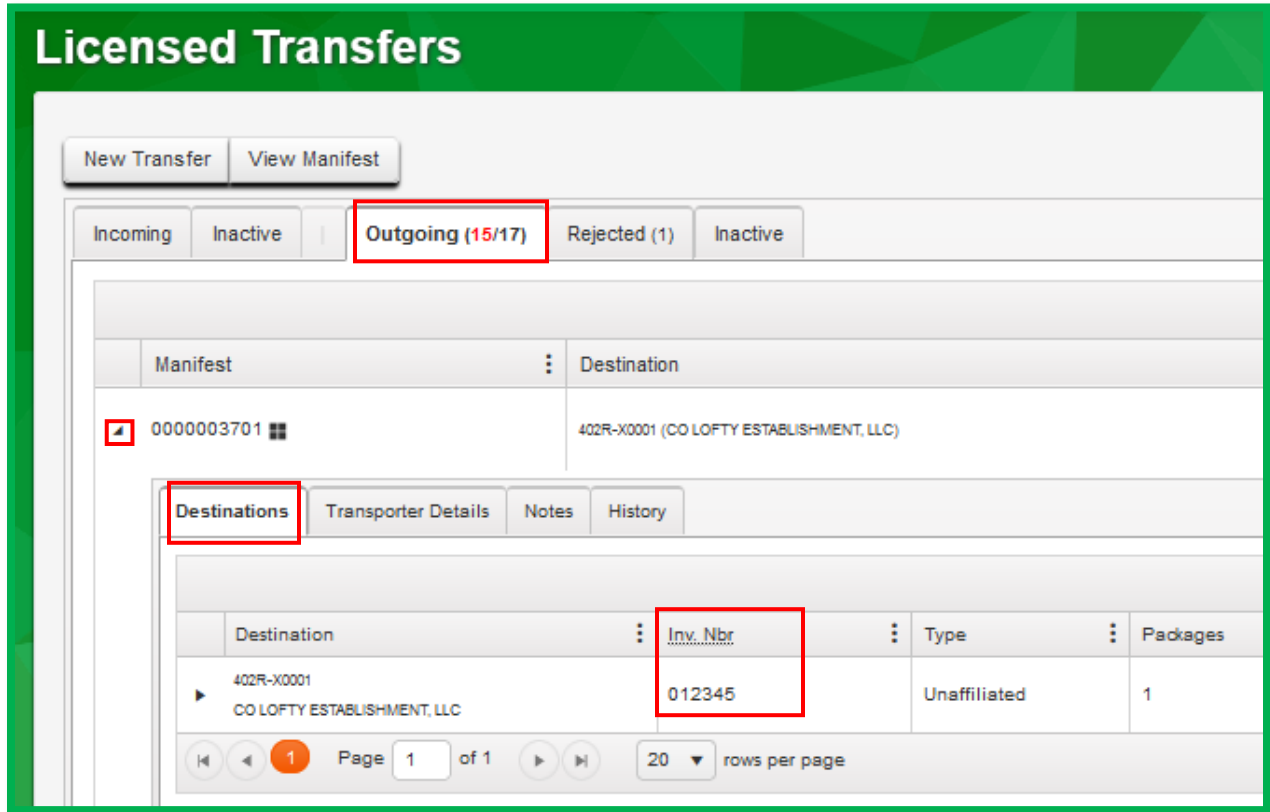 Licensed Transfers
New Transfer View Manifest
Incoming Inactive | Outgoing (15/17) Rejected (1) Inactive
Manifest Destination
0000003701 402R-X0001 (CO LOFTY ESTABLISHMENT, LLC)
Destinations Transporter Details Notes History
Destination Inv. Nbr Type Packages
402R-X0001
CO LOFTY ESTABLISHMENT, LLC 012345 Unaffiliated 1
1 Page 1 of 1 20 rows per page